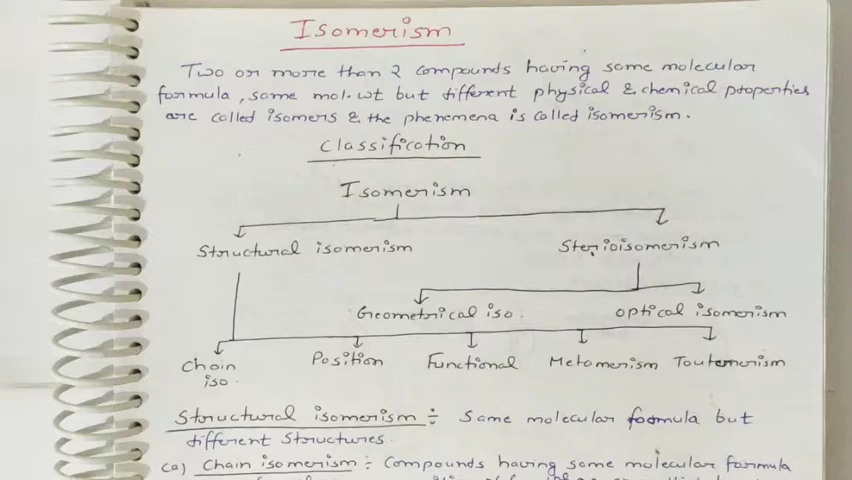 Isomerism
Two or more than 2 compounds having same molecular
formula, same mol. wt but different physical & chemical properties
are called isomers & the phenemena is called isomerism.
Classification
Isomerism
Structural isomerism Sterioisomerism
Geometrical iso. optical isomerism
Chain iso. Position Functional Metamerism Toutemerism
Structural isomerism ÷ Same molecular formula but
different Structures.
(a) Chain isomerism ÷ Compounds having same molecular formula